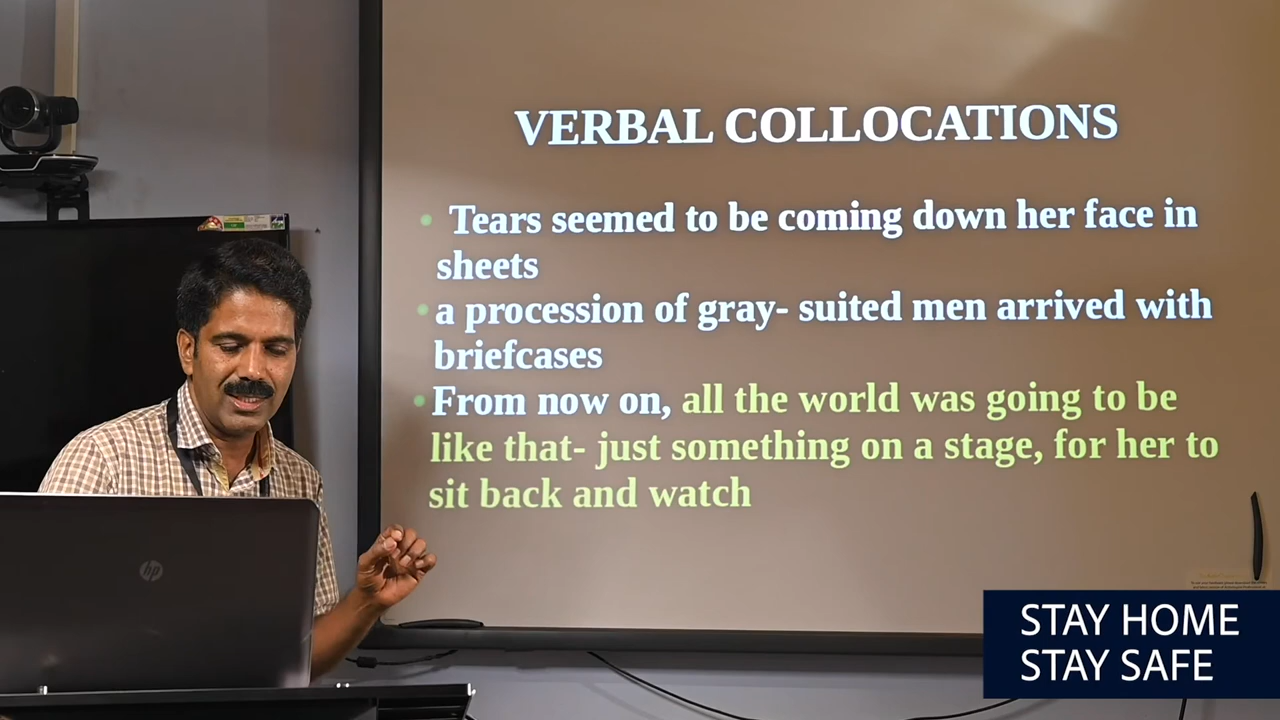 VERBAL COLLOCATIONS
• Tears seemed to be coming down her face in
sheets
• a procession of gray- suited men arrived with
briefcases
• From now on, all the world was going to be
like that- just something on a stage, for her to
sit back and watch
hp
STAY HOME
STAY SAFE